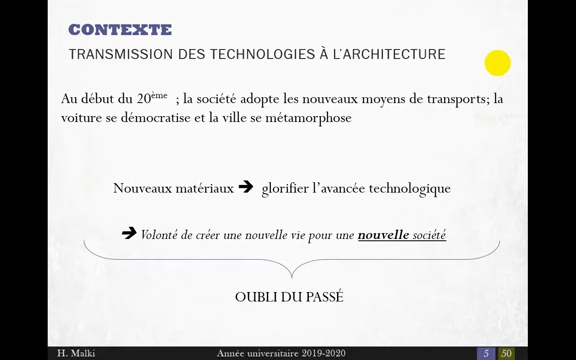 CONTEXTE
TRANSMISSION DES TECHNOLOGIES À L'ARCHITECTURE
Au début du 20ème ; la société adopte les nouveaux moyens de transports; la
voiture se démocratise et la ville se métamorphose
Nouveaux matériaux ➔ glorifier l'avancée technologique
➔ Volonté de créer une nouvelle vie pour une nouvelle société
OUBLI DU PASSÉ
H. Malki Année universitaire 2019-2020 5 50